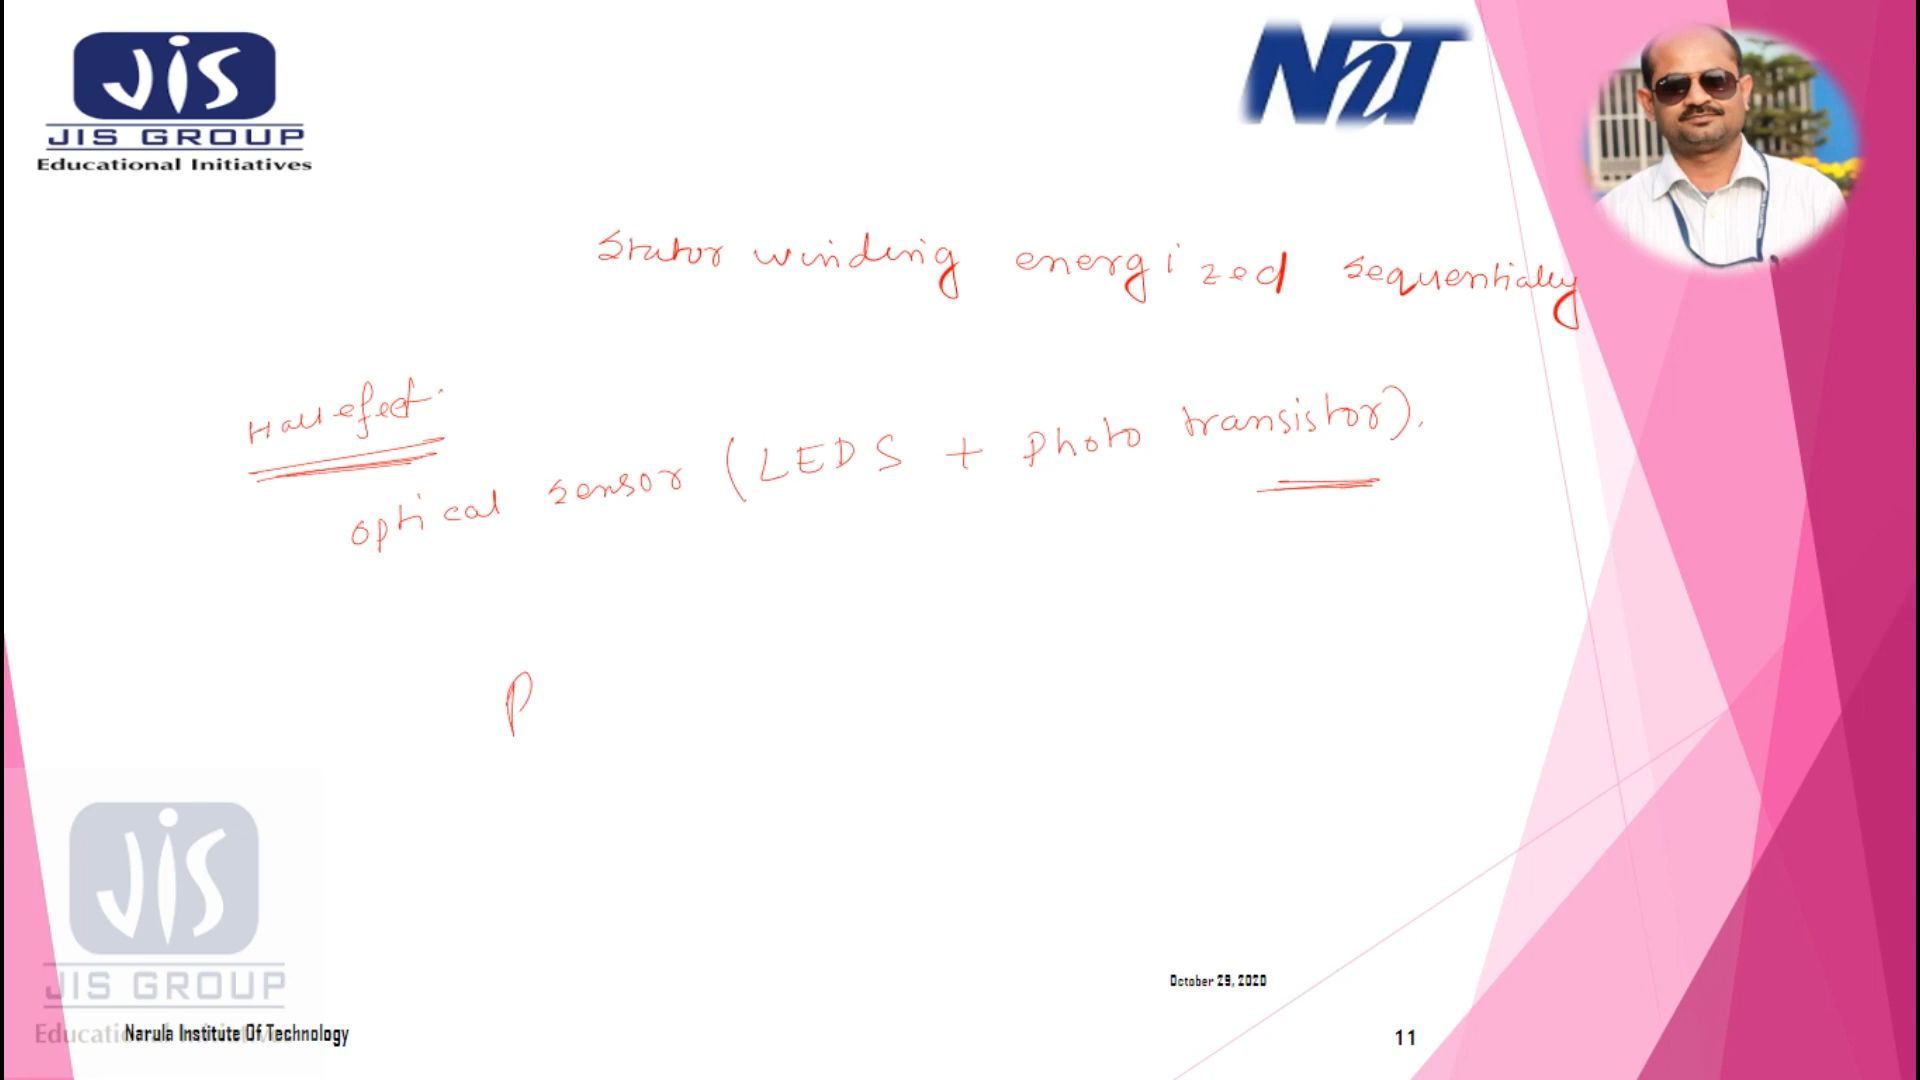 JIS
JIS GROUP
Educational Initiatives
NiT
Stator winding energized sequentially
Hall efect.
optical sensor (LEDS + Photo transistor).
P
JIS
JIS GROUP
Narula Institute Of Technology
October 29, 2020
11